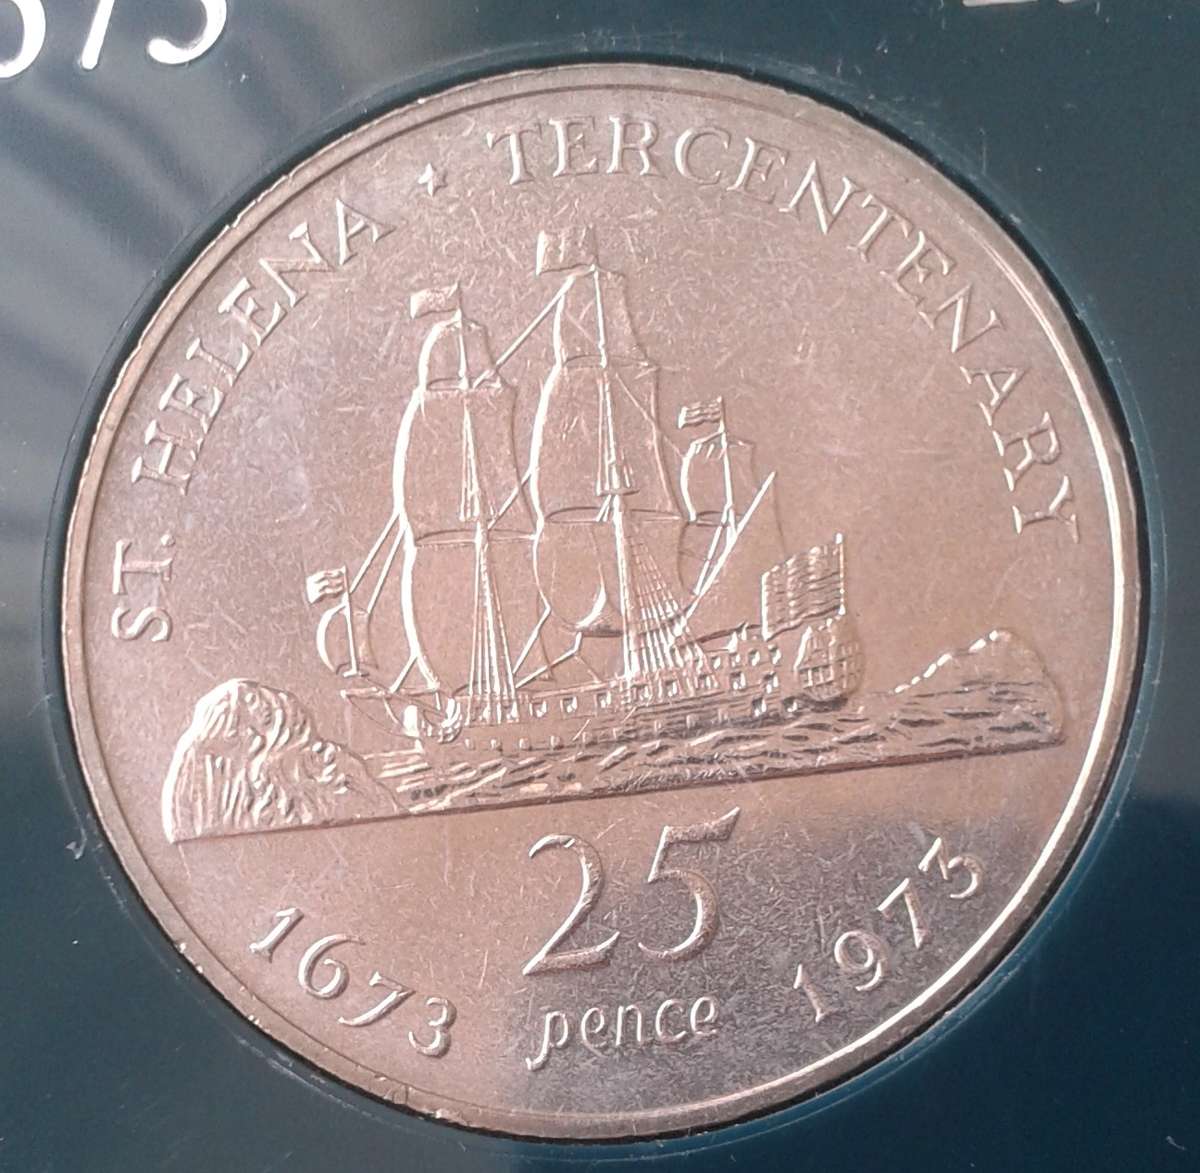 ST. HELENA · TERCENTENARY
25
pence
1673
1973